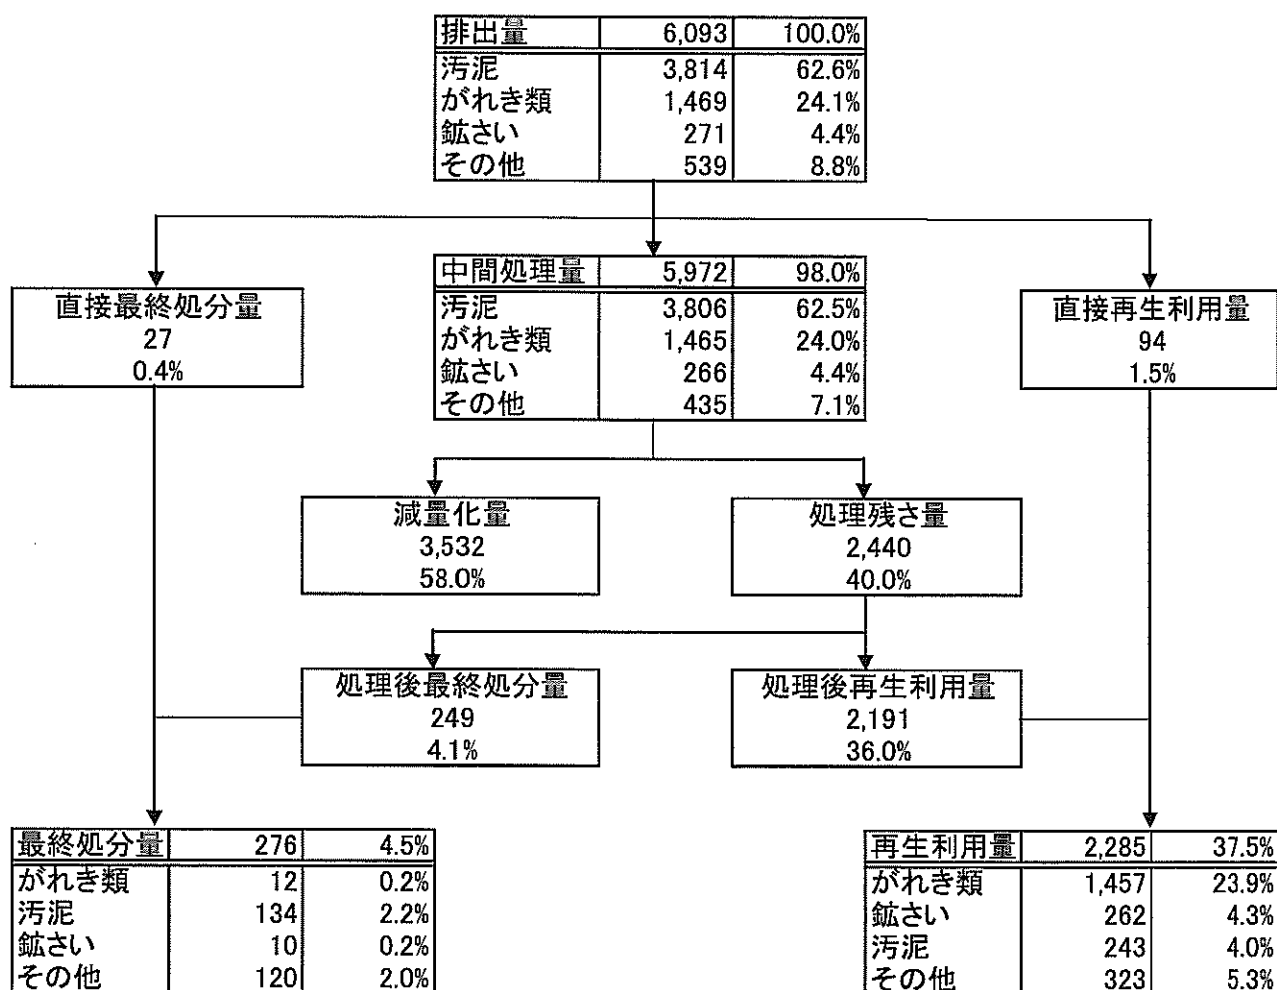 排出量 6,093 100.0%
汚泥 3,814 62.6%
がれき類 1,469 24.1%
鉱さい 271 4.4%
その他 539 8.8%
中間処理量 5,972 98.0%
汚泥 3,806 62.5%
がれき類 1,465 24.0%
鉱さい 266 4.4%
その他 435 7.1%
直接最終処分量
27
0.4%
直接再生利用量
94
1.5%
減量化量
3,532
58.0%
処理残さ量
2,440
40.0%
処理後最終処分量
249
4.1%
処理後再生利用量
2,191
36.0%
最終処分量 276 4.5%
がれき類 12 0.2%
汚泥 134 2.2%
鉱さい 10 0.2%
その他 120 2.0%
再生利用量 2,285 37.5%
がれき類 1,457 23.9%
鉱さい 262 4.3%
汚泥 243 4.0%
その他 323 5.3%